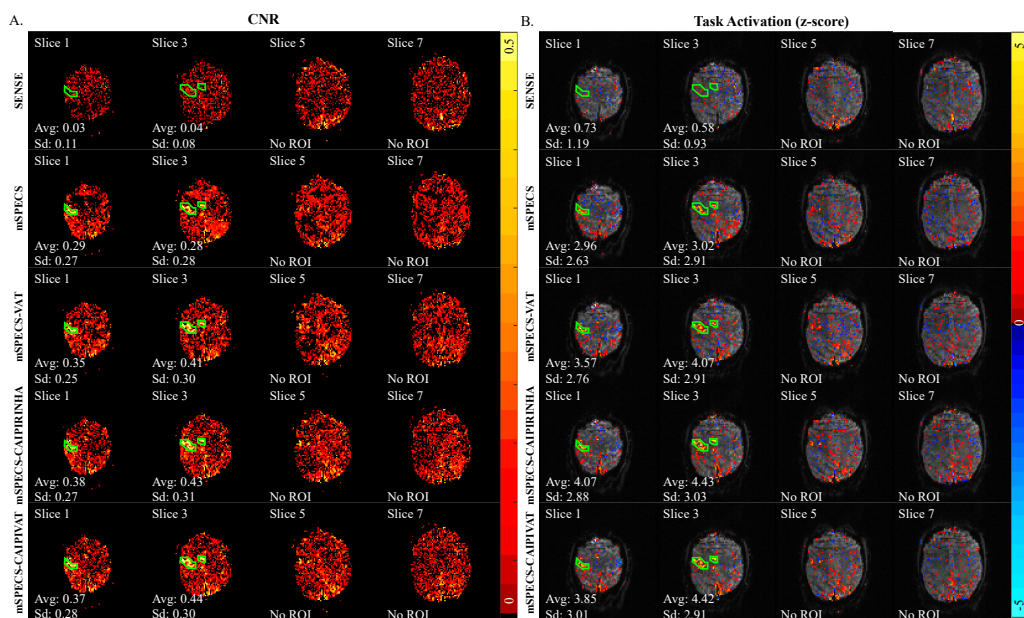 A.
CNR
Slice 1
Slice 3
Slice 5
Slice 7
SENSE
Avg: 0.03
Sd: 0.11
Avg: 0.04
Sd: 0.08
No ROI
No ROI
Slice 1
Slice 3
Slice 5
Slice 7
mSPECS
Avg: 0.29
Sd: 0.27
Avg: 0.28
Sd: 0.28
No ROI
No ROI
Slice 1
Slice 3
Slice 5
Slice 7
mSPECS-VAT
Avg: 0.35
Sd: 0.25
Avg: 0.41
Sd: 0.30
No ROI
No ROI
Slice 1
Slice 3
Slice 5
Slice 7
mSPECS-CAIPIRINHA
Avg: 0.38
Sd: 0.27
Avg: 0.43
Sd: 0.31
No ROI
No ROI
Slice 1
Slice 3
Slice 5
Slice 7
mSPECS-CAIPIVAT
Avg: 0.37
Sd: 0.28
Avg: 0.44
Sd: 0.30
No ROI
No ROI
0.5
0
B.
Task Activation (z-score)
Slice 1
Slice 3
Slice 5
Slice 7
SENSE
Avg: 0.73
Sd: 1.19
Avg: 0.58
Sd: 0.93
No ROI
No ROI
Slice 1
Slice 3
Slice 5
Slice 7
mSPECS
Avg: 2.96
Sd: 2.63
Avg: 3.02
Sd: 2.91
No ROI
No ROI
Slice 1
Slice 3
Slice 5
Slice 7
mSPECS-VAT
Avg: 3.57
Sd: 2.76
Avg: 4.07
Sd: 2.91
No ROI
No ROI
Slice 1
Slice 3
Slice 5
Slice 7
mSPECS-CAIPIRINHA
Avg: 4.07
Sd: 2.88
Avg: 4.43
Sd: 3.03
No ROI
No ROI
Slice 1
Slice 3
Slice 5
Slice 7
mSPECS-CAIPIVAT
Avg: 3.85
Sd: 3.01
Avg: 4.42
Sd: 2.91
No ROI
No ROI
5
0
-5